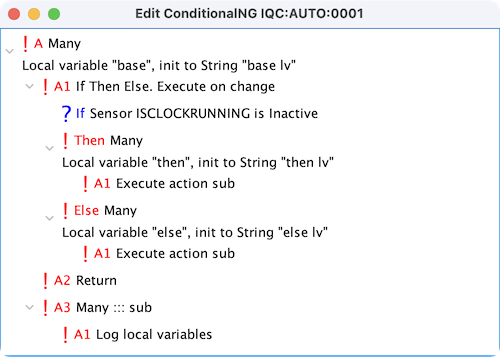 Edit ConditionalNG IQC:AUTO:0001
! A Many
Local variable "base", init to String "base lv"
! A1 If Then Else. Execute on change
? If Sensor ISCLOCKRUNNING is Inactive
! Then Many
Local variable "then", init to String "then lv"
! A1 Execute action sub
! Else Many
Local variable "else", init to String "else lv"
! A1 Execute action sub
! A2 Return
! A3 Many ::: sub
! A1 Log local variables